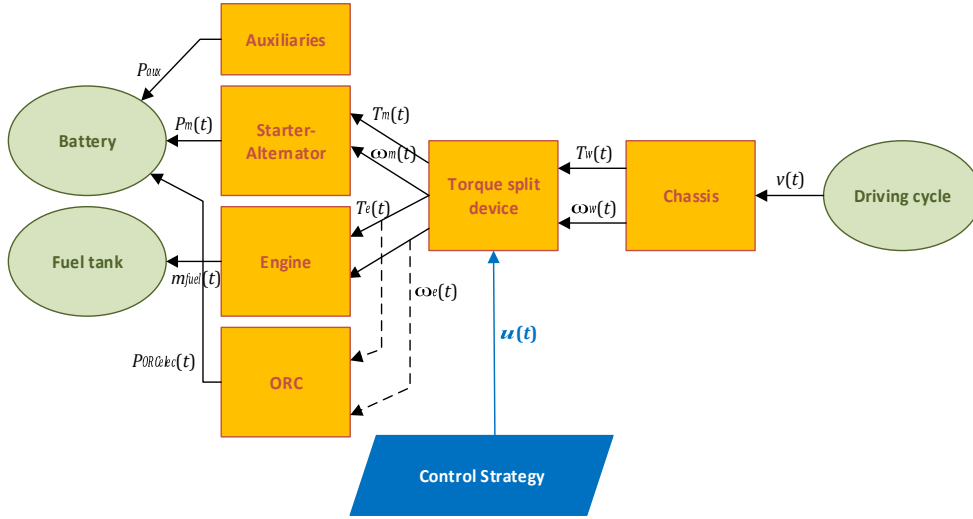 Auxiliaries
Paux
Battery
Pm(t)
Starter-
Alternator
Tm(t)
ωm(t)
Torque split
device
Tw(t)
ωw(t)
Chassis
v(t)
Driving cycle
Te(t)
Fuel tank
mfuel(t)
Engine
ωe(t)
u(t)
PORCelec(t)
ORC
Control Strategy